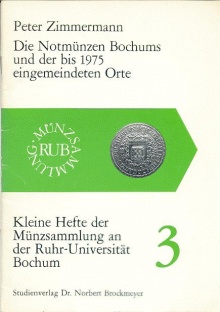 Peter Zimmermann
Die Notmünzen Bochums
und der bis 1975
eingemeindeten Orte
MÜNZSAMMLUNG
RUB
Kleine Hefte der
Münzsammlung an
der Ruhr-Universität
Bochum
3
Studienverlag Dr. Norbert Brockmeyer